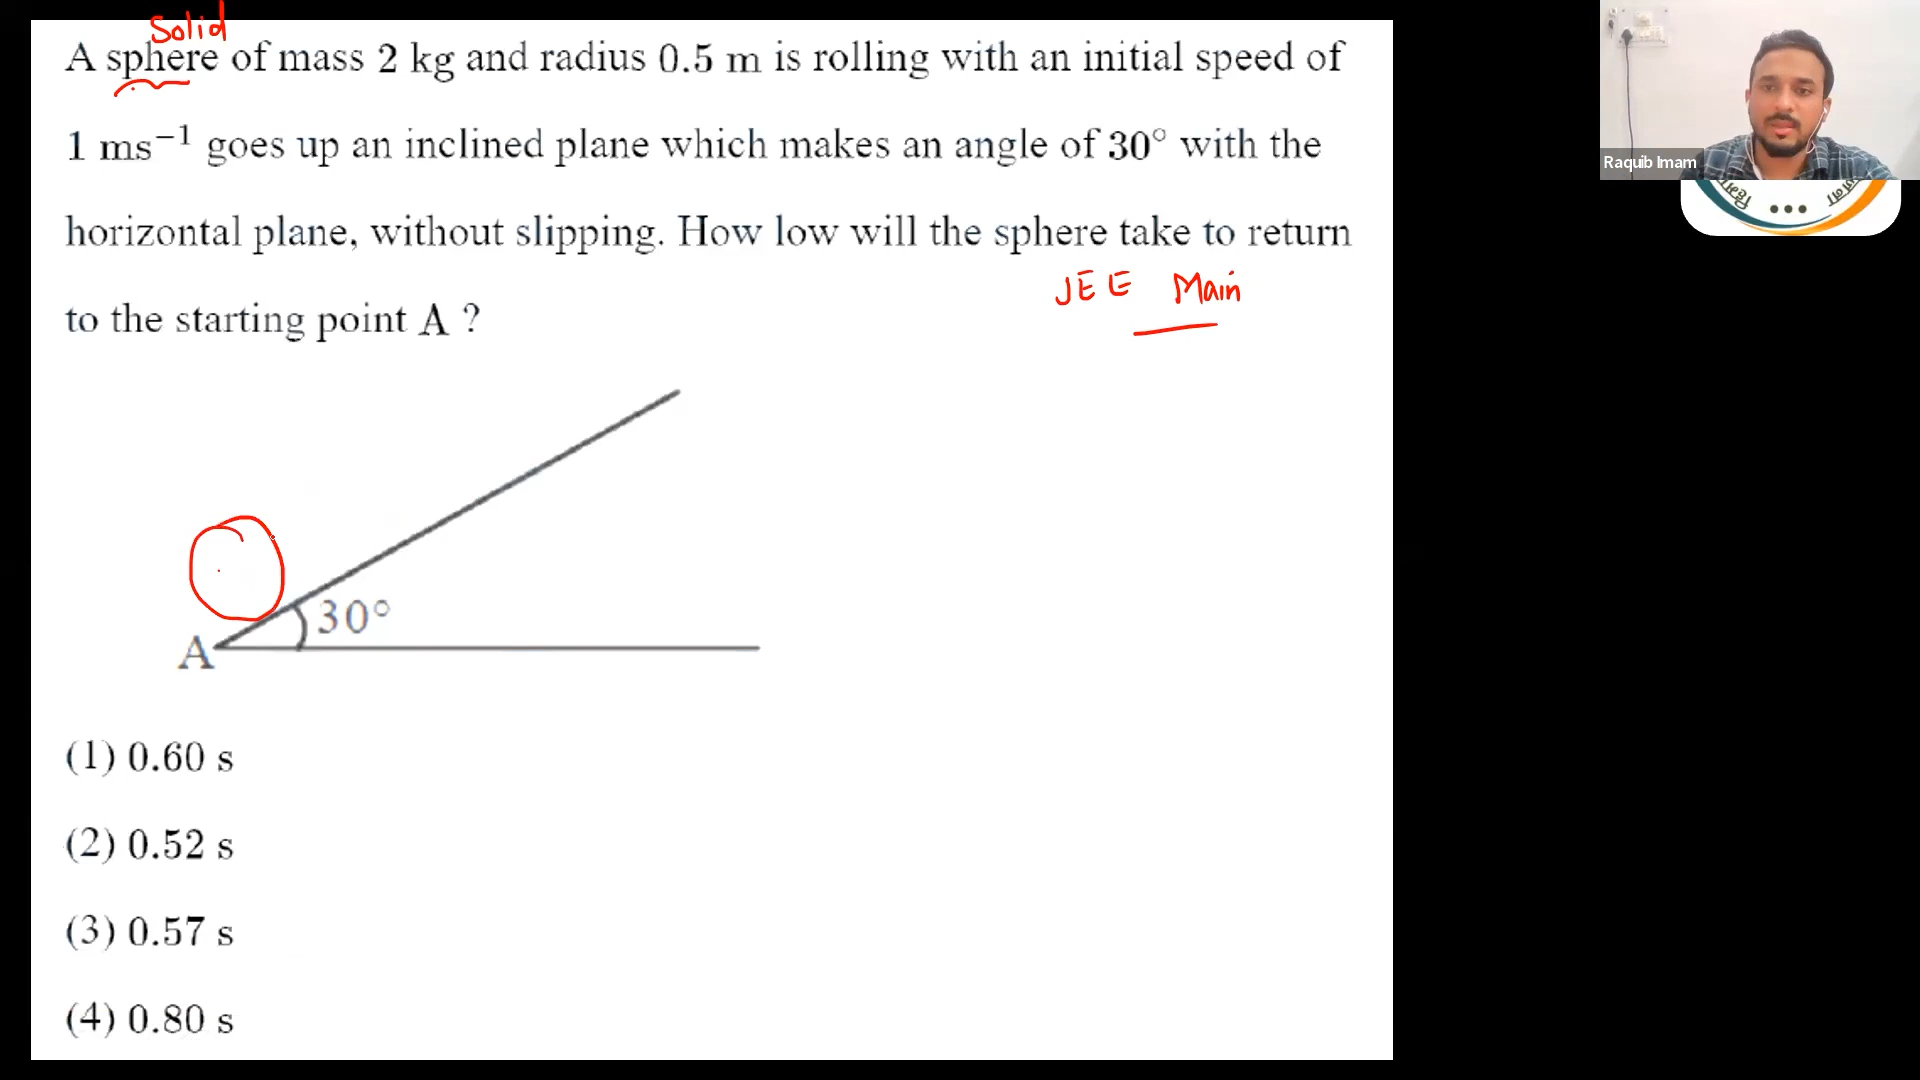 Solid
A sphere of mass 2 kg and radius 0.5 m is rolling with an initial speed of
1 ms⁻¹ goes up an inclined plane which makes an angle of 30° with the
horizontal plane, without slipping. How low will the sphere take to return
JEE Main
to the starting point A ?
30°
A
(1) 0.60 s
(2) 0.52 s
(3) 0.57 s
(4) 0.80 s
Raquib Imam